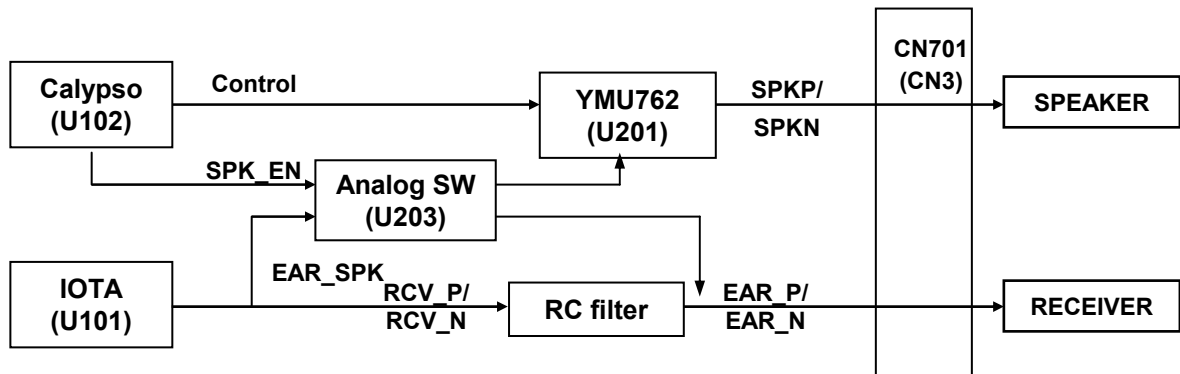 Calypso
(U102)
Control
YMU762
(U201)
SPKP/
SPKN
CN701
(CN3)
SPEAKER
SPK_EN
Analog SW
(U203)
IOTA
(U101)
EAR_SPK
RCV_P/
RCV_N
RC filter
EAR_P/
EAR_N
RECEIVER